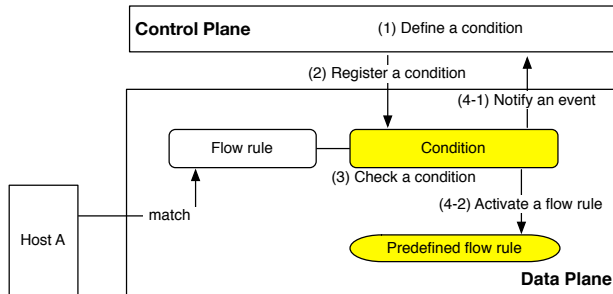 Control Plane
(1) Define a condition
(2) Register a condition
(4-1) Notify an event
Flow rule
Condition
(3) Check a condition
match
(4-2) Activate a flow rule
Host A
Predefined flow rule
Data Plane